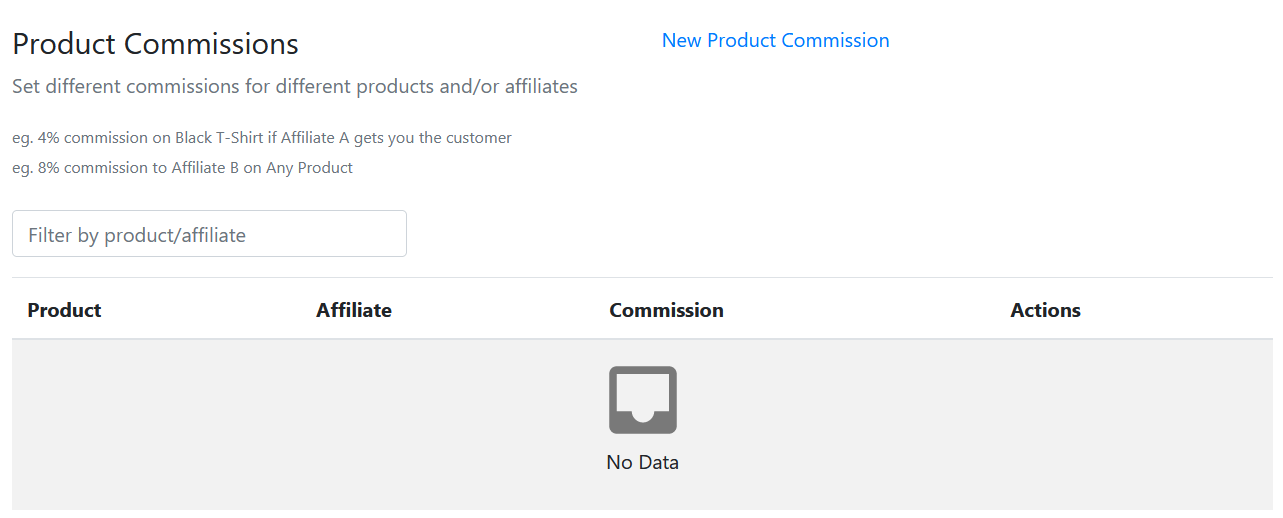 Product Commissions
New Product Commission
Set different commissions for different products and/or affiliates
eg. 4% commission on Black T-Shirt if Affiliate A gets you the customer
eg. 8% commission to Affiliate B on Any Product
Filter by product/affiliate
Product Affiliate Commission Actions
No Data